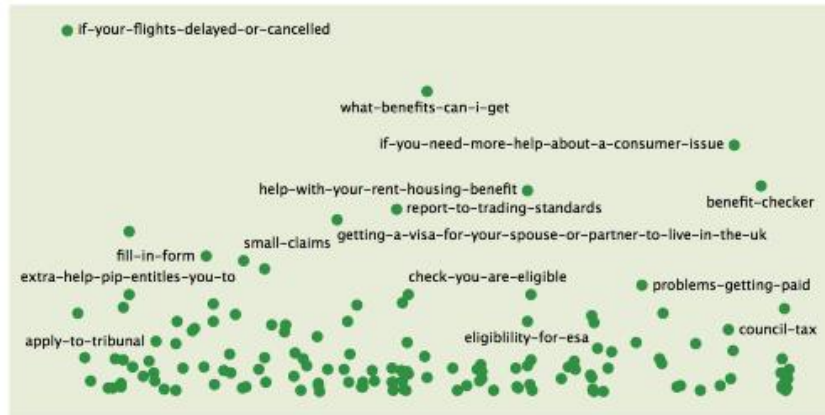 if-your-flights-delayed-or-cancelled
what-benefits-can-i-get
if-you-need-more-help-about-a-consumer-issue
help-with-your-rent-housing-benefit
benefit-checker
report-to-trading-standards
getting-a-visa-for-your-spouse-or-partner-to-live-in-the-uk
small-claims
fill-in-form
extra-help-pip-entitles-you-to
check-you-are-eligible
problems-getting-paid
apply-to-tribunal
eligiblility-for-esa
council-tax